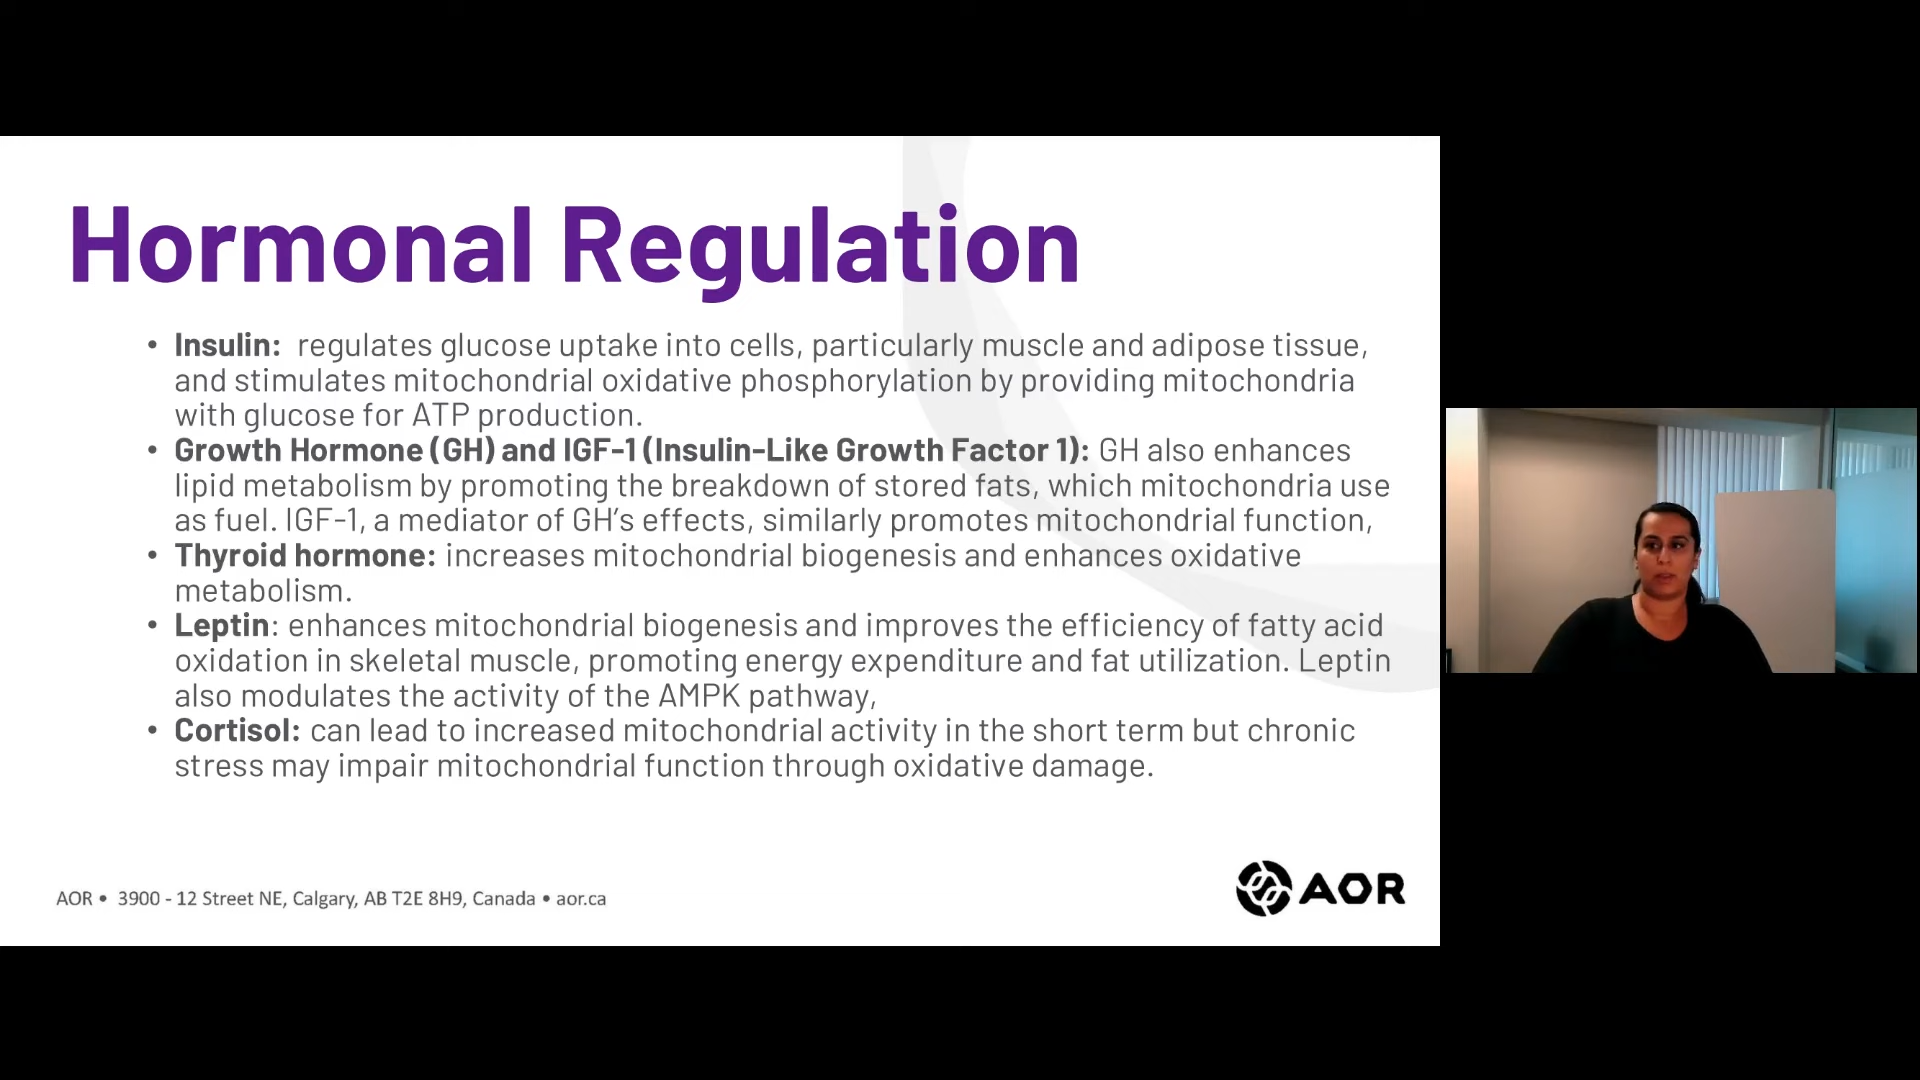 Hormonal Regulation
• Insulin:  regulates glucose uptake into cells, particularly muscle and adipose tissue,
and stimulates mitochondrial oxidative phosphorylation by providing mitochondria
with glucose for ATP production.
• Growth Hormone (GH) and IGF-1 (Insulin-Like Growth Factor 1): GH also enhances
lipid metabolism by promoting the breakdown of stored fats, which mitochondria use
as fuel. IGF-1, a mediator of GH’s effects, similarly promotes mitochondrial function,
• Thyroid hormone: increases mitochondrial biogenesis and enhances oxidative
metabolism.
• Leptin: enhances mitochondrial biogenesis and improves the efficiency of fatty acid
oxidation in skeletal muscle, promoting energy expenditure and fat utilization. Leptin
also modulates the activity of the AMPK pathway,
• Cortisol: can lead to increased mitochondrial activity in the short term but chronic
stress may impair mitochondrial function through oxidative damage.
AOR • 3900 - 12 Street NE, Calgary, AB T2E 8H9, Canada • aor.ca
AOR